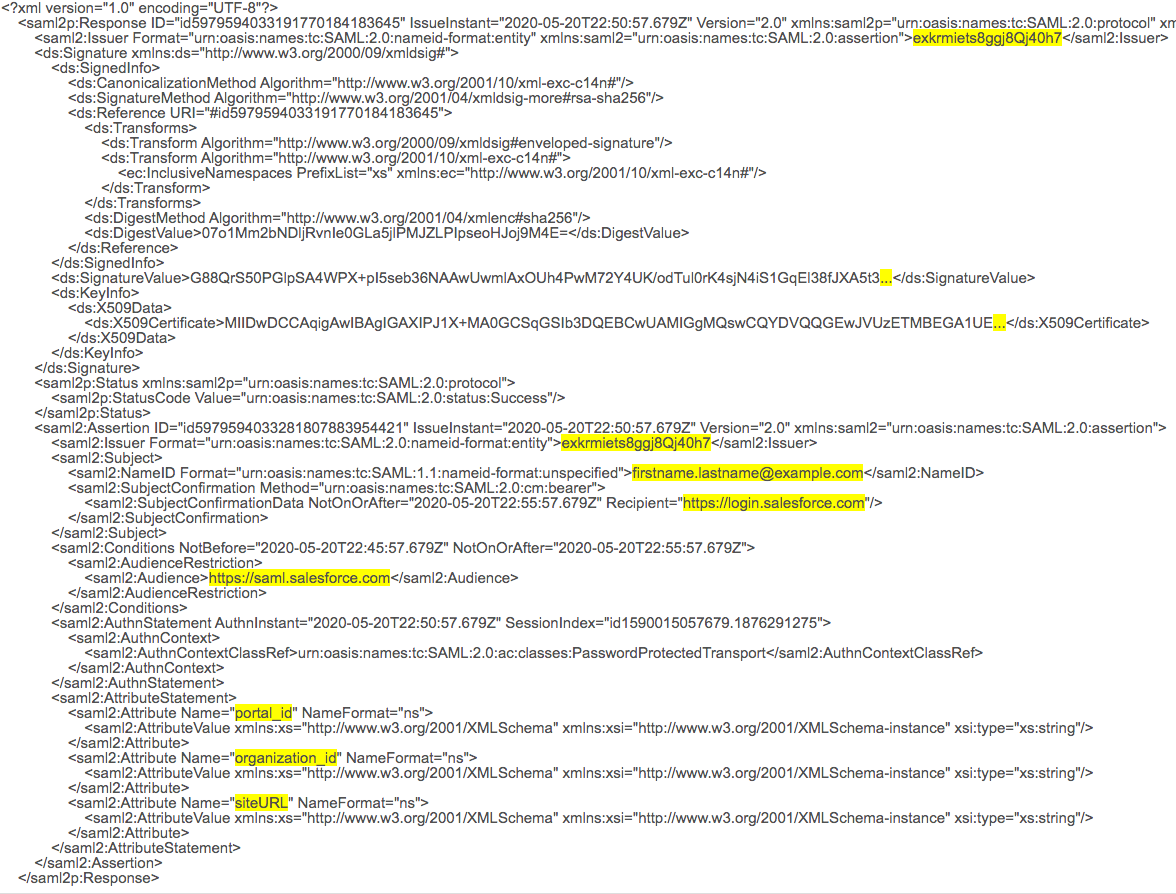 <?xml version="1.0" encoding="UTF-8"?>
<saml2p:Response ID="id59795940333191770184183645" IssueInstant="2020-05-20T22:50:57.679Z" Version="2.0" xmlns:saml2p="urn:oasis:names:tc:SAML:2.0:protocol"
<saml2:Issuer Format="urn:oasis:names:tc:SAML:2.0:nameid-format:entity" xmlns:saml2="urn:oasis:names:tc:SAML:2.0:assertion">exkrmiets8ggj8Qj40h7</saml2:Issuer>
<ds:Signature xmlns:ds="http://www.w3.org/2000/09/xmldsig#">
<ds:SignedInfo>
<ds:CanonicalizationMethod Algorithm="http://www.w3.org/2001/10/xml-exc-c14n#"/>
<ds:SignatureMethod Algorithm="http://www.w3.org/2001/04/xmldsig-more#rsa-sha256"/>
<ds:Reference URI="#id59795940333191770184183645">
<ds:Transforms>
<ds:Transform Algorithm="http://www.w3.org/2000/09/xmldsig#enveloped-signature"/>
<ds:Transform Algorithm="http://www.w3.org/2001/10/xml-exc-c14n#">
<ec:InclusiveNamespaces PrefixList="xs" xmlns:ec="http://www.w3.org/2001/10/xml-exc-c14n#"/>
</ds:Transform>
</ds:Transforms>
<ds:DigestMethod Algorithm="http://www.w3.org/2001/04/xmlenc#sha256"/>
<ds:DigestValue>07o1Mm2bNDljRvnIe0GLa5jlPMJZLPIpseoHJoj9M4E=</ds:DigestValue>
</ds:Reference>
</ds:SignedInfo>
<ds:SignatureValue>G88QrS50PGlpSA4WPX+pI5seb36NAAwUwmlAxOUh4PwM72Y4UK/odTul0rK4sjN4iS1GqEl38fJXA5t3...</ds:SignatureValue>
<ds:KeyInfo>
<ds:X509Data>
<ds:X509Certificate>MIIDwDCCAqigAwIBAgIGAXIPJ1X+MA0GCSqGSIb3DQEBCwUAMIGgMQswCQYDVQQGEwJVUzETMBEGA1UE...</ds:X509Certificate>
</ds:X509Data>
</ds:KeyInfo>
</ds:Signature>
<saml2p:Status xmlns:saml2p="urn:oasis:names:tc:SAML:2.0:protocol">
<saml2p:StatusCode Value="urn:oasis:names:tc:SAML:2.0:status:Success"/>
</saml2p:Status>
<saml2:Assertion ID="id59795940333281807883954421" IssueInstant="2020-05-20T22:50:57.679Z" Version="2.0" xmlns:saml2="urn:oasis:names:tc:SAML:2.0:assertion">
<saml2:Issuer Format="urn:oasis:names:tc:SAML:2.0:nameid-format:entity">exkrmiets8ggj8Qj40h7</saml2:Issuer>
<saml2:Subject>
<saml2:NameID Format="urn:oasis:names:tc:SAML:1.1:nameid-format:unspecified">firstname.lastname@example.com</saml2:NameID>
<saml2:SubjectConfirmation Method="urn:oasis:names:tc:SAML:2.0:cm:bearer">
<saml2:SubjectConfirmationData NotOnOrAfter="2020-05-20T22:55:57.679Z" Recipient="https://login.salesforce.com"/>
</saml2:SubjectConfirmation>
</saml2:Subject>
<saml2:Conditions NotBefore="2020-05-20T22:45:57.679Z" NotOnOrAfter="2020-05-20T22:55:57.679Z">
<saml2:AudienceRestriction>
<saml2:Audience>https://saml.salesforce.com</saml2:Audience>
</saml2:AudienceRestriction>
</saml2:Conditions>
<saml2:AuthnStatement AuthnInstant="2020-05-20T22:50:57.679Z" SessionIndex="id1590015057679.1876291275">
<saml2:AuthnContext>
<saml2:AuthnContextClassRef>urn:oasis:names:tc:SAML:2.0:ac:classes:PasswordProtectedTransport</saml2:AuthnContextClassRef>
</saml2:AuthnContext>
</saml2:AuthnStatement>
<saml2:AttributeStatement>
<saml2:Attribute Name="portal_id" NameFormat="ns">
<saml2:AttributeValue xmlns:xs="http://www.w3.org/2001/XMLSchema" xmlns:xsi="http://www.w3.org/2001/XMLSchema-instance" xsi:type="xs:string"/>
</saml2:Attribute>
<saml2:Attribute Name="organization_id" NameFormat="ns">
<saml2:AttributeValue xmlns:xs="http://www.w3.org/2001/XMLSchema" xmlns:xsi="http://www.w3.org/2001/XMLSchema-instance" xsi:type="xs:string"/>
</saml2:Attribute>
<saml2:Attribute Name="siteURL" NameFormat="ns">
<saml2:AttributeValue xmlns:xs="http://www.w3.org/2001/XMLSchema" xmlns:xsi="http://www.w3.org/2001/XMLSchema-instance" xsi:type="xs:string"/>
</saml2:Attribute>
</saml2:AttributeStatement>
</saml2:Assertion>
</saml2p:Response>